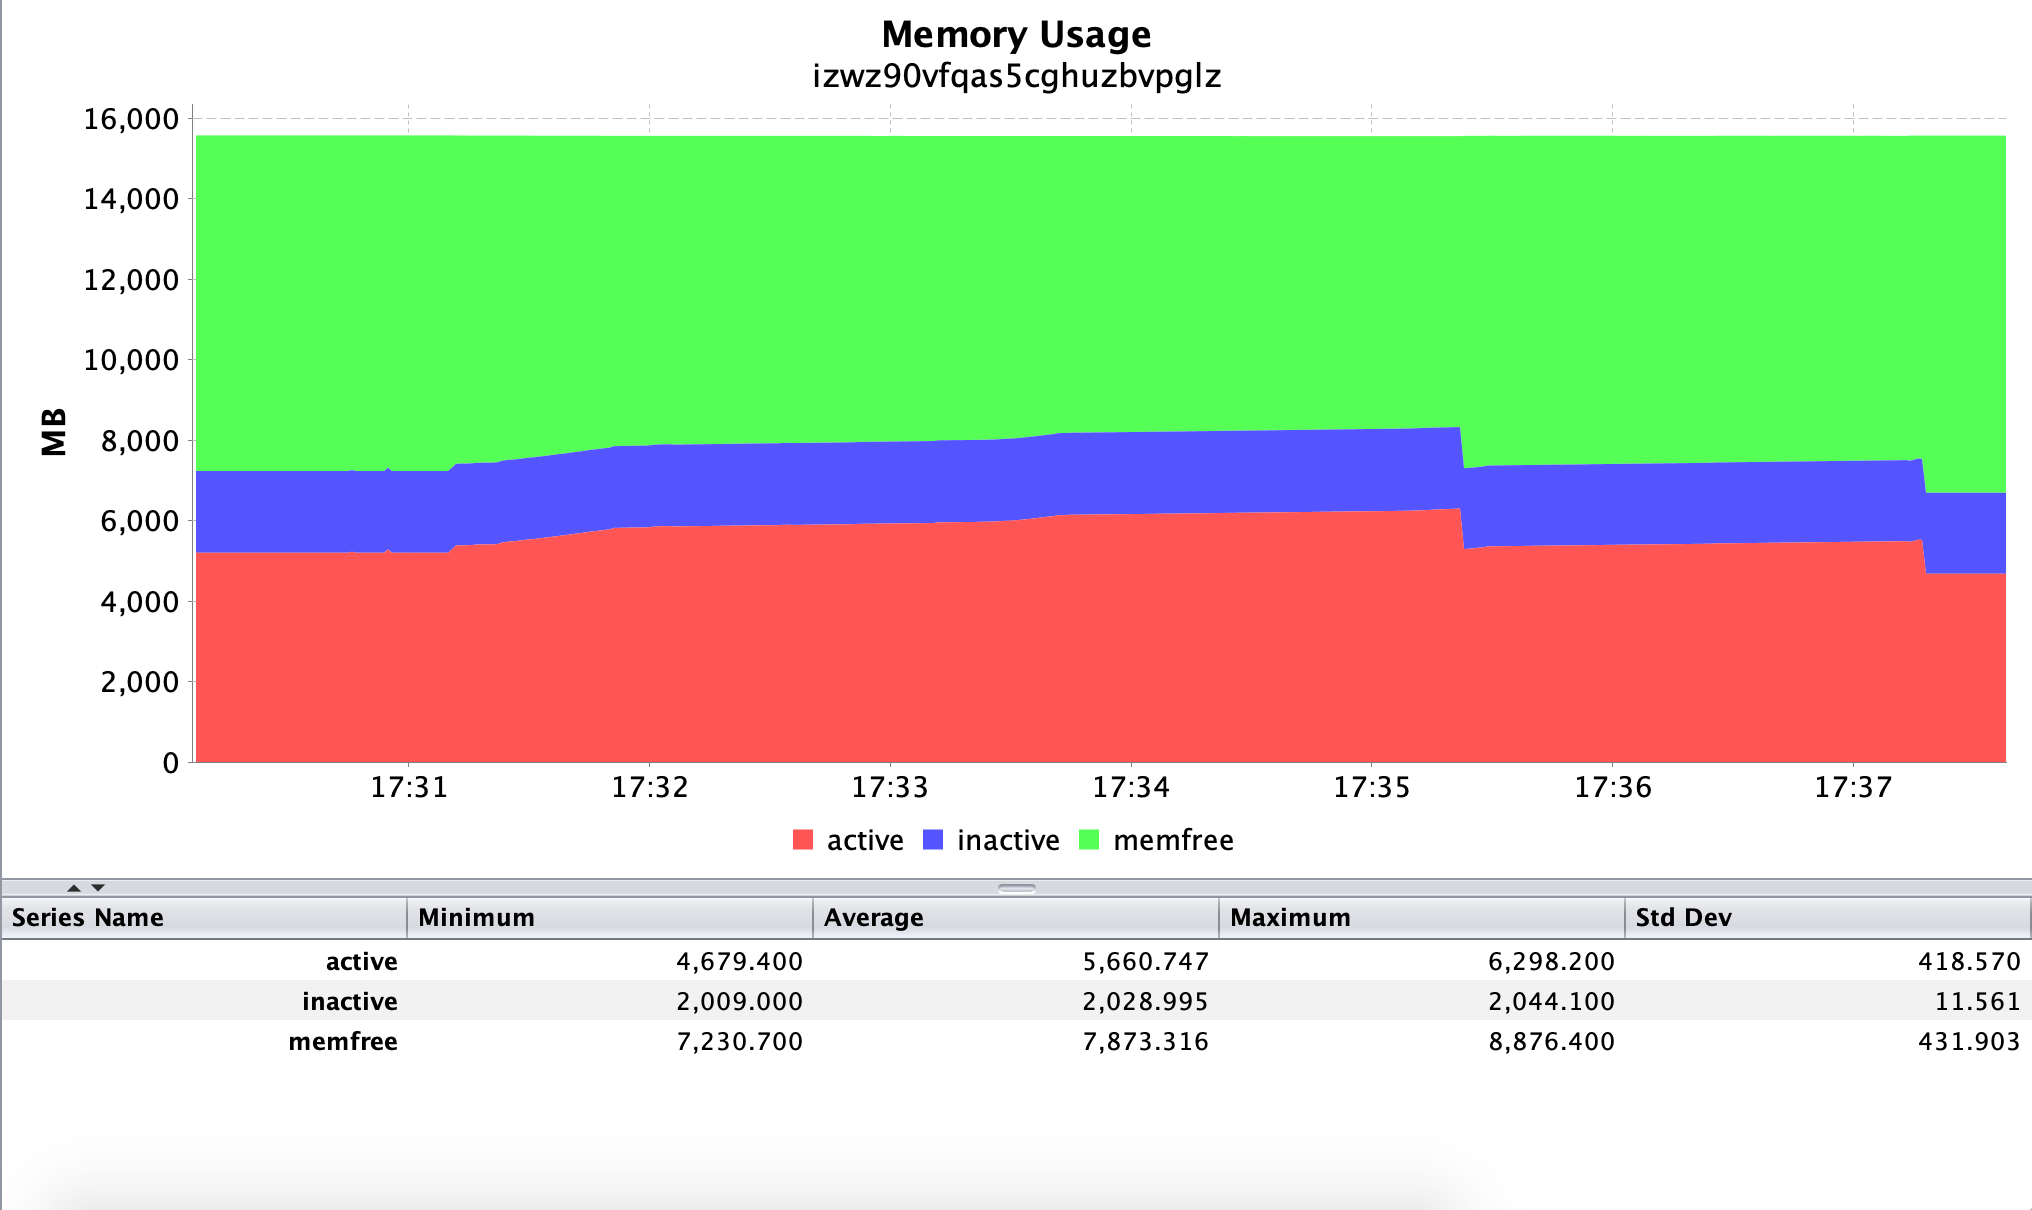 Memory Usage
izwz90vfqas5cghuzbvpglz
16,000
14,000
12,000
10,000
8,000
6,000
4,000
2,000
0
MB
17:31 17:32 17:33 17:34 17:35 17:36 17:37
active inactive memfree
Series Name Minimum Average Maximum Std Dev
active 4,679.400 5,660.747 6,298.200 418.570
inactive 2,009.000 2,028.995 2,044.100 11.561
memfree 7,230.700 7,873.316 8,876.400 431.903